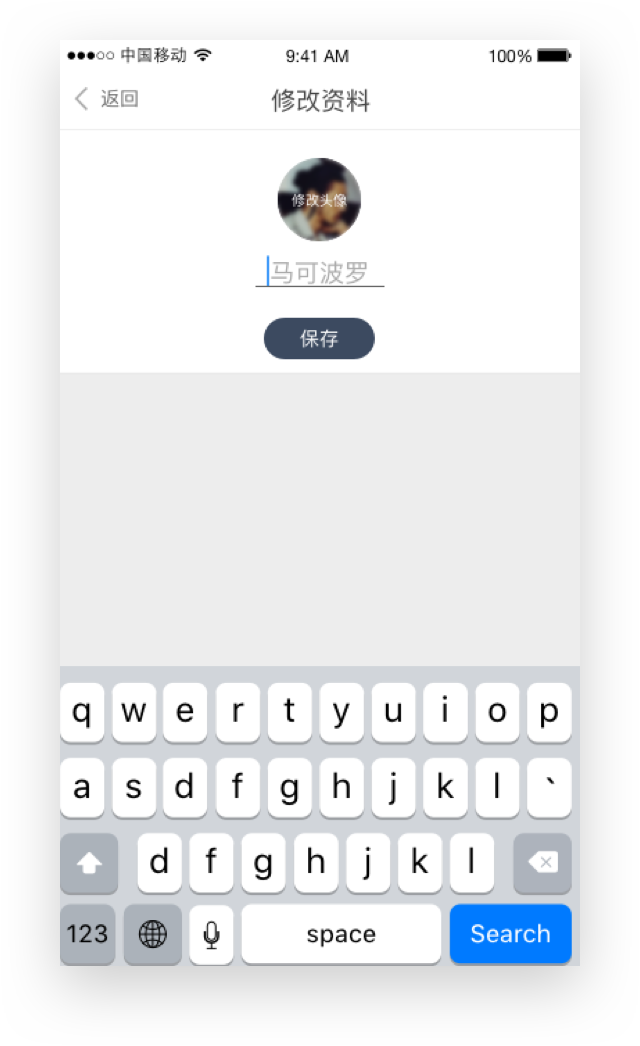 中国移动 9:41 AM 100%
返回 修改资料
修改头像
马可波罗
保存
q w e r t y u i o p
a s d f g h j k l `
d f g h j k l
123 space Search